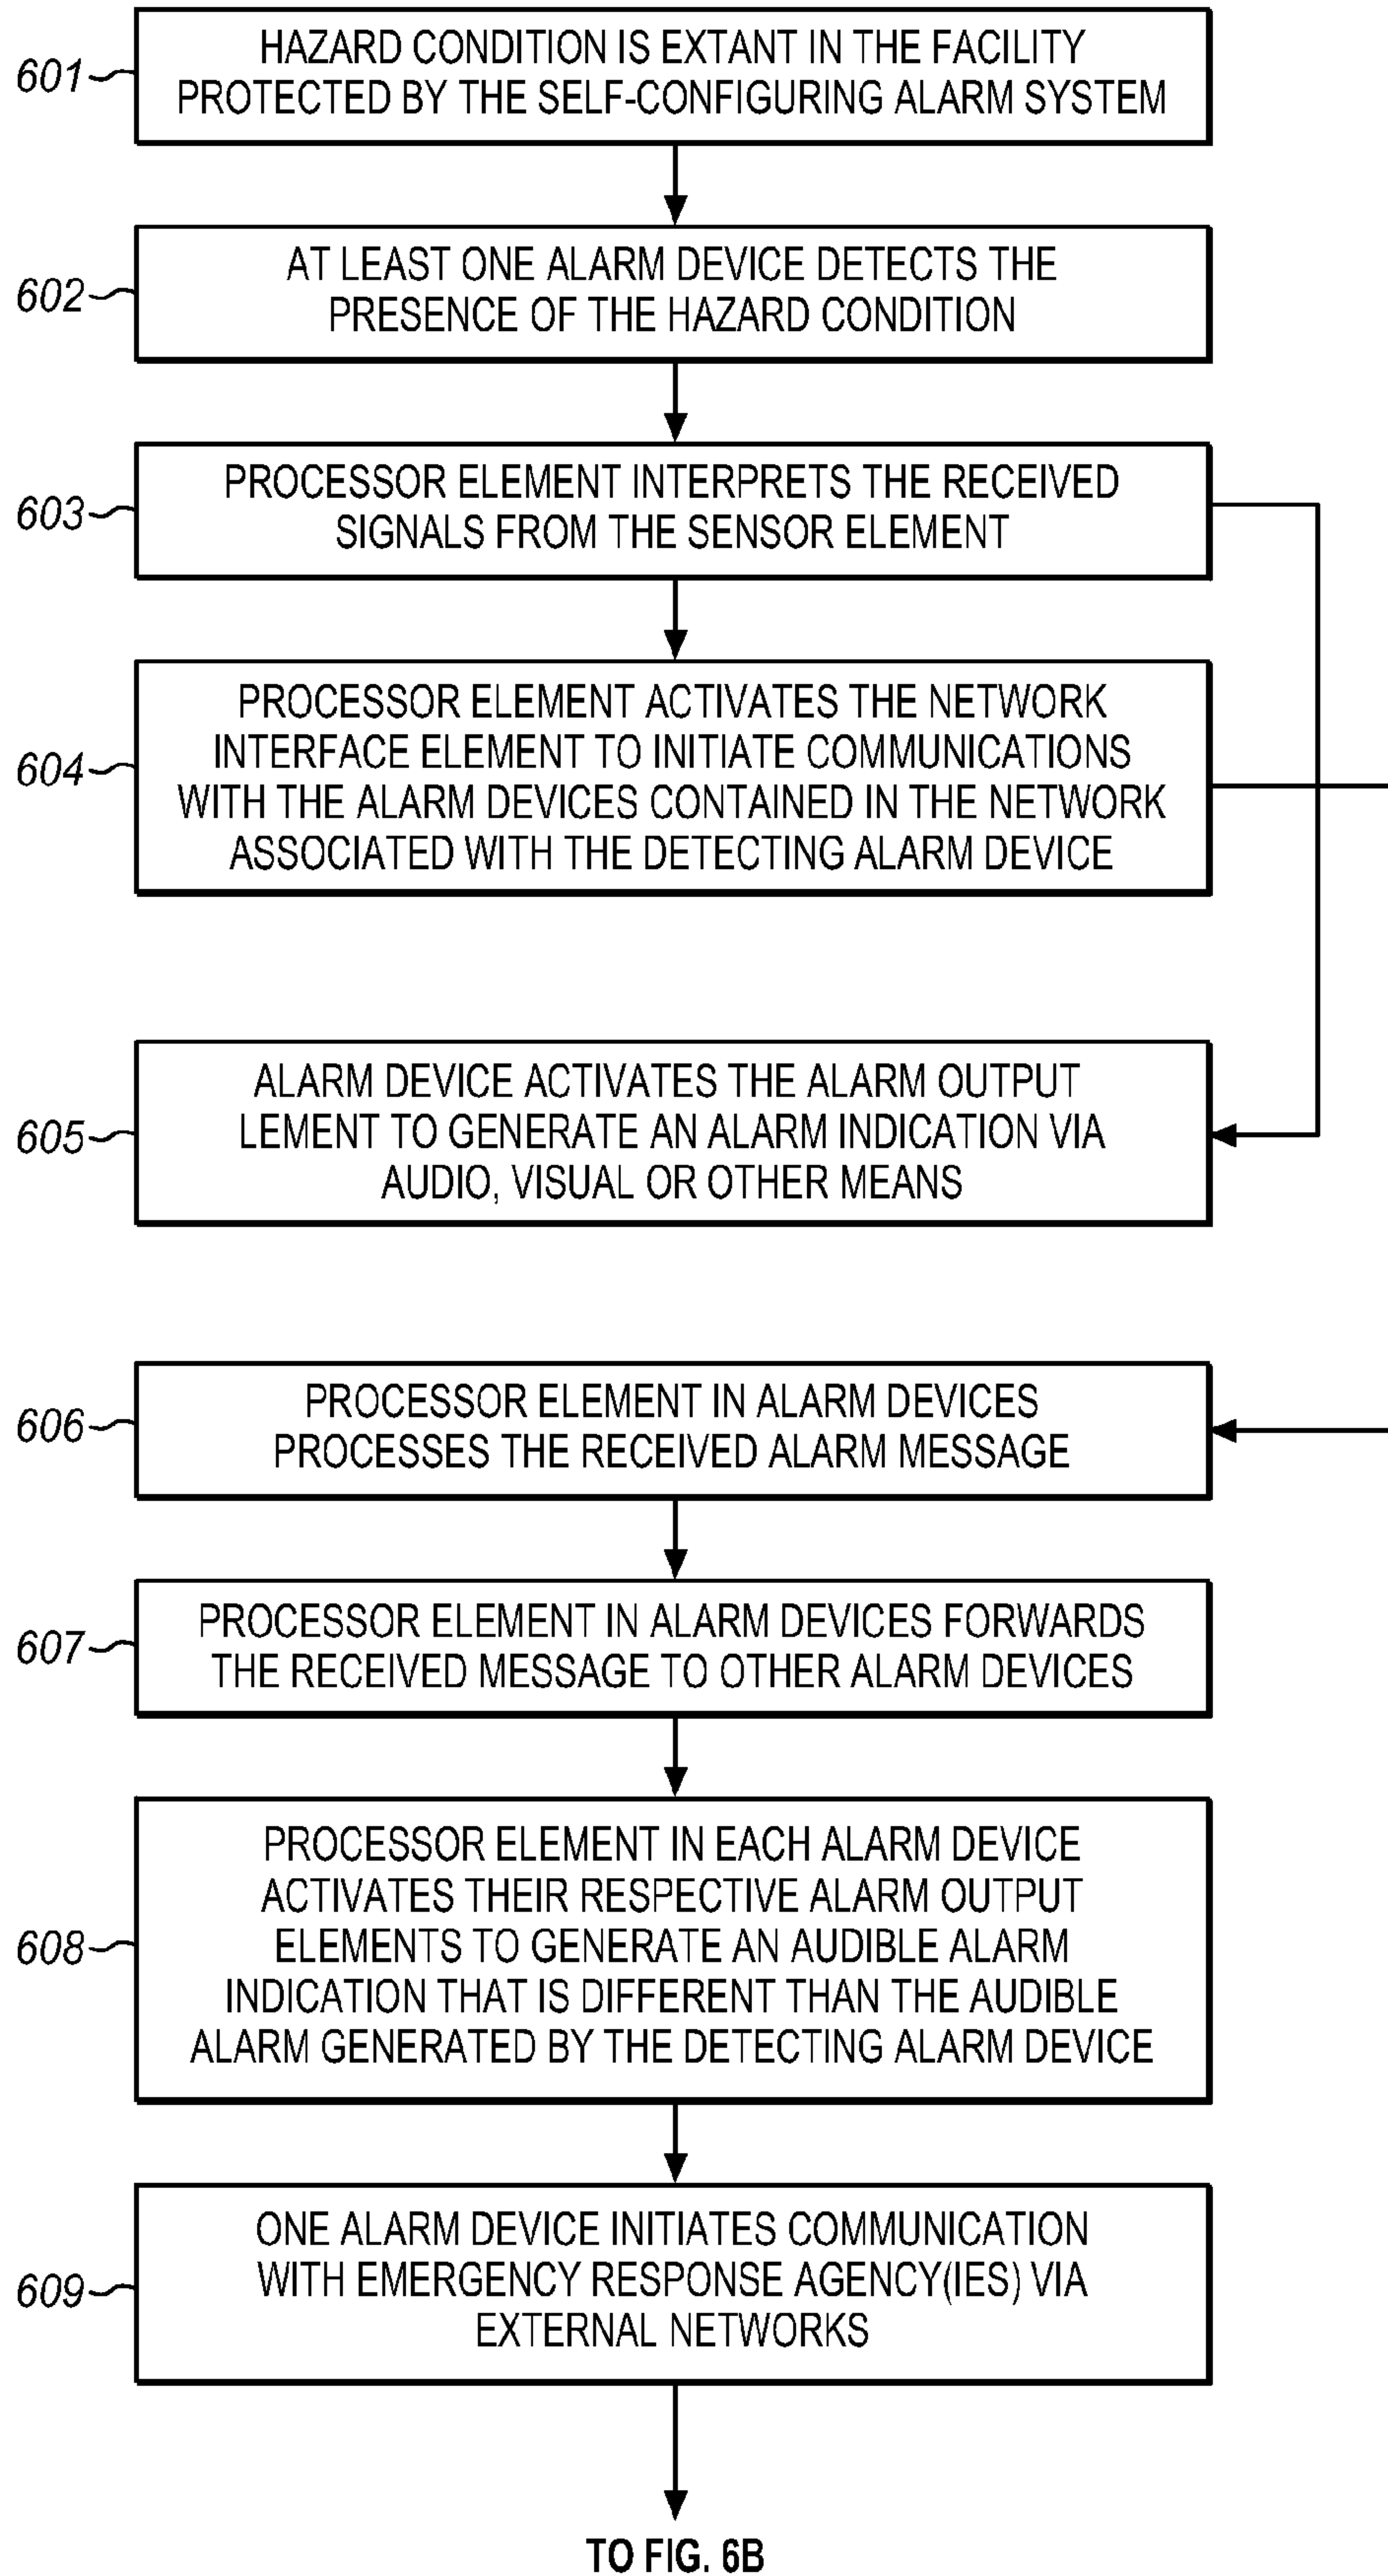 601
HAZARD CONDITION IS EXTANT IN THE FACILITY
PROTECTED BY THE SELF-CONFIGURING ALARM SYSTEM
602
AT LEAST ONE ALARM DEVICE DETECTS THE
PRESENCE OF THE HAZARD CONDITION
603
PROCESSOR ELEMENT INTERPRETS THE RECEIVED
SIGNALS FROM THE SENSOR ELEMENT
604
PROCESSOR ELEMENT ACTIVATES THE NETWORK
INTERFACE ELEMENT TO INITIATE COMMUNICATIONS
WITH THE ALARM DEVICES CONTAINED IN THE NETWORK
ASSOCIATED WITH THE DETECTING ALARM DEVICE
605
ALARM DEVICE ACTIVATES THE ALARM OUTPUT
LEMENT TO GENERATE AN ALARM INDICATION VIA
AUDIO, VISUAL OR OTHER MEANS
606
PROCESSOR ELEMENT IN ALARM DEVICES
PROCESSES THE RECEIVED ALARM MESSAGE
607
PROCESSOR ELEMENT IN ALARM DEVICES FORWARDS
THE RECEIVED MESSAGE TO OTHER ALARM DEVICES
608
PROCESSOR ELEMENT IN EACH ALARM DEVICE
ACTIVATES THEIR RESPECTIVE ALARM OUTPUT
ELEMENTS TO GENERATE AN AUDIBLE ALARM
INDICATION THAT IS DIFFERENT THAN THE AUDIBLE
ALARM GENERATED BY THE DETECTING ALARM DEVICE
609
ONE ALARM DEVICE INITIATES COMMUNICATION
WITH EMERGENCY RESPONSE AGENCY(IES) VIA
EXTERNAL NETWORKS
TO FIG. 6B